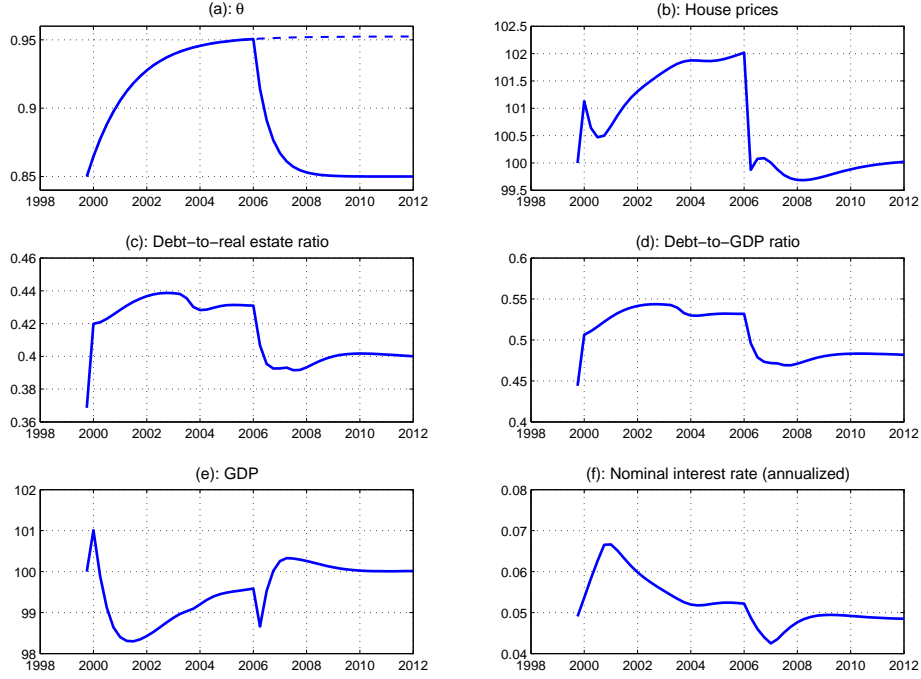 (a): θ
0.95
0.9
0.85
1998 2000 2002 2004 2006 2008 2010 2012
(b): House prices
102.5
102
101.5
101
100.5
100
99.5
1998 2000 2002 2004 2006 2008 2010 2012
(c): Debt−to−real estate ratio
0.46
0.44
0.42
0.4
0.38
0.36
1998 2000 2002 2004 2006 2008 2010 2012
(d): Debt−to−GDP ratio
0.6
0.55
0.5
0.45
0.4
1998 2000 2002 2004 2006 2008 2010 2012
(e): GDP
102
101
100
99
98
1998 2000 2002 2004 2006 2008 2010 2012
(f): Nominal interest rate (annualized)
0.08
0.07
0.06
0.05
0.04
1998 2000 2002 2004 2006 2008 2010 2012